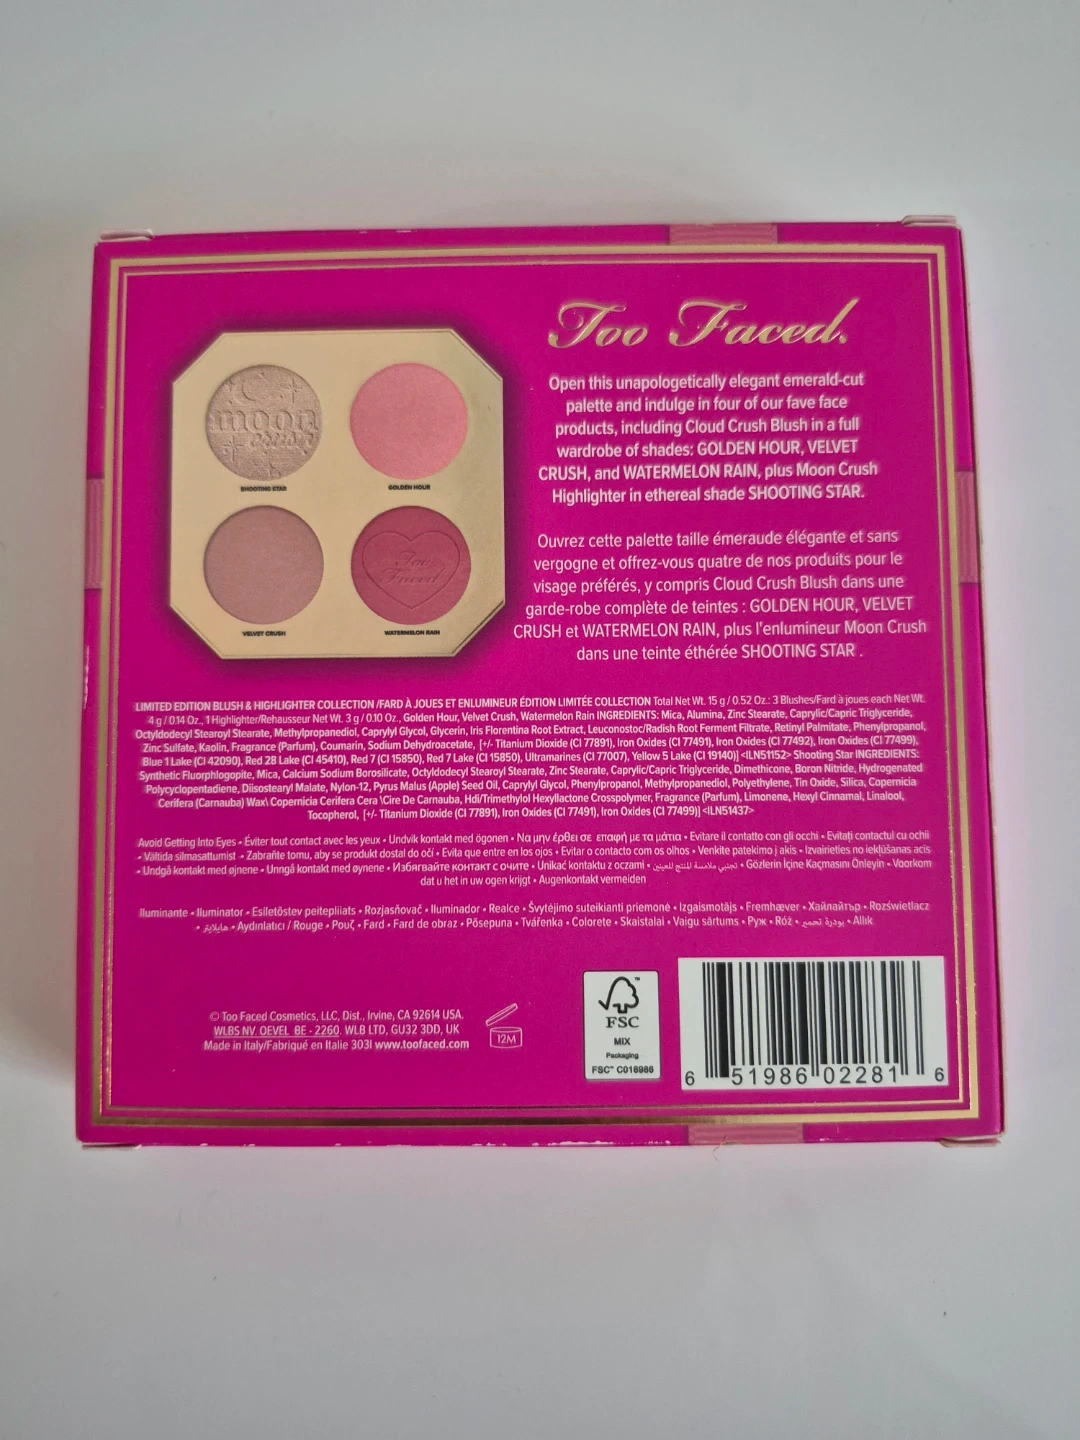 Too Faced.
Open this unapologetically elegant emerald-cut
palette and indulge in four of our fave face
products, including Cloud Crush Blush in a full
wardrobe of shades: GOLDEN HOUR, VELVET
CRUSH, and WATERMELON RAIN, plus Moon Crush
Highlighter in ethereal shade SHOOTING STAR.
Ouvrez cette palette taille émeraude élégante et sans
vergogne et offrez-vous quatre de nos produits pour le
visage préférés, y compris Cloud Crush Blush dans une
garde-robe complète de teintes : GOLDEN HOUR, VELVET
CRUSH et WATERMELON RAIN, plus l'enlumineur Moon Crush
dans une teinte éthérée SHOOTING STAR .
moon
crush
SHOOTING STAR
GOLDEN HOUR
VELVET CRUSH
Too
Faced
WATERMELON RAIN
LIMITED EDITION BLUSH & HIGHLIGHTER COLLECTION /FARD À JOUES ET ENLUMINEUR ÉDITION LIMITÉE COLLECTION Total Net Wt. 15 g / 0.52 Oz.: 3 Blushes/Fard à joues each Net Wt.
4 g / 0.14 Oz., 1 Highlighter/Rehausseur Net Wt. 3 g / 0.10 Oz., Golden Hour, Velvet Crush, Watermelon Rain INGREDIENTS: Mica, Alumina, Zinc Stearate, Caprylic/Capric Triglyceride,
Octyldodecyl Stearoyl Stearate, Methylpropanediol, Caprylyl Glycol, Glycerin, Iris Florentina Root Extract, Leuconostoc/Radish Root Ferment Filtrate, Retinyl Palmitate, Phenylpropanol,
Zinc Sulfate, Kaolin, Fragrance (Parfum), Coumarin, Sodium Dehydroacetate, [+/- Titanium Dioxide (CI 77891), Iron Oxides (CI 77491), Iron Oxides (CI 77492), Iron Oxides (CI 77499),
Blue 1 Lake (CI 42090), Red 28 Lake (CI 45410), Red 7 (CI 15850), Red 7 Lake (CI 15850), Ultramarines (CI 77007), Yellow 5 Lake (CI 19140)] <ILN51152> Shooting Star INGREDIENTS:
Synthetic Fluorphlogopite, Mica, Calcium Sodium Borosilicate, Octyldodecyl Stearoyl Stearate, Zinc Stearate, Caprylic/Capric Triglyceride, Dimethicone, Boron Nitride, Hydrogenated
Polycyclopentadiene, Diisostearyl Malate, Nylon-12, Pyrus Malus (Apple) Seed Oil, Caprylyl Glycol, Phenylpropanol, Methylpropanediol, Polyethylene, Tin Oxide, Silica, Copernicia
Cerifera (Carnauba) Wax\ Copernicia Cerifera Cera \Cire De Carnauba, Hdi/Trimethylol Hexyllactone Crosspolymer, Fragrance (Parfum), Limonene, Hexyl Cinnamal, Linalool,
Tocopherol, [+/- Titanium Dioxide (CI 77891), Iron Oxides (CI 77491), Iron Oxides (CI 77499)] <ILN51437>
Avoid Getting Into Eyes • Éviter tout contact avec les yeux • Undvik kontakt med ögonen • Να μην έρθει σε επαφή με τα μάτια • Evitare il contatto con gli occhi • Evitați contactul cu ochii
• Vältida silmasattumist • Zabraňte tomu, aby se produkt dostal do očí • Evita que entre en los ojos • Evitar o contacto com os olhos • Venkite patekimo į akis • Izvairieties no iekļūšanas acīs
• Undgå kontakt med øjnene • Unngå kontakt med øynene • Избягвайте контакт с очите • Unikać kontaktu z oczami • تجنبي ملامسة المنتج للعينين • Gözlerin İçine Kaçmasını Önleyin • Voorkom
dat u het in uw ogen krijgt • Augenkontakt vermeiden
Iluminante • Iluminator • Esiletõstev peitepliiats • Rozjasňovač • Iluminador • Realce • Švytėjimo suteikianti priemonė • Izgaismotājs • Fremhæver • Хайлайтър • Rozświetlacz
• هايلايتر • Aydınlatıcı / Rouge • Ρουζ • Fard • Fard de obraz • Põsepuna • Tvářenka • Colorete • Skaistalai • Vaigu sārtums • Руж • Róż • بودرة تحمير • Allık
© Too Faced Cosmetics, LLC, Dist., Irvine, CA 92614 USA.
WLBS NV. OEVEL BE - 2260. WLB LTD, GU32 3DD, UK
Made in Italy/Fabriqué en Italie 3031 www.toofaced.com
12M
FSC
MIX
Packaging
FSC™ C016986
6 51986 02281 6